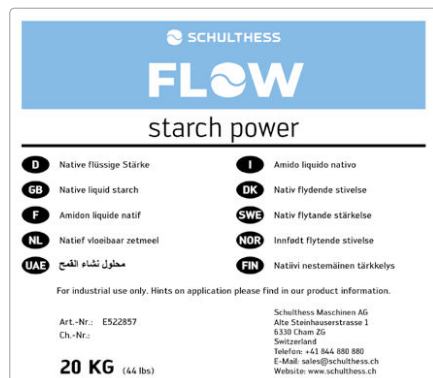 SCHULTHESS
FLOW
starch power
D Native flüssige Stärke
GB Native liquid starch
F Amidon liquide natif
NL Natief vloeibaar zetmeel
UAE محلول نشاء القمح
I Amido liquido nativo
DK Nativ flydende stivelse
SWE Nativ flytande stärkelse
NOR Innfødt flytende stivelse
FIN Natiivi nestemäinen tärkkelys
For industrial use only. Hints on application please find in our product information.
Art.-Nr.: E522857
Ch.-Nr.:
20 KG (44 lbs)
Schulthess Maschinen AG
Alte Steinhauserstrasse 1
6330 Cham ZG
Switzerland
Telefon: +41 844 880 880
E-Mail: sales@schulthess.ch
Website: www.schulthess.ch